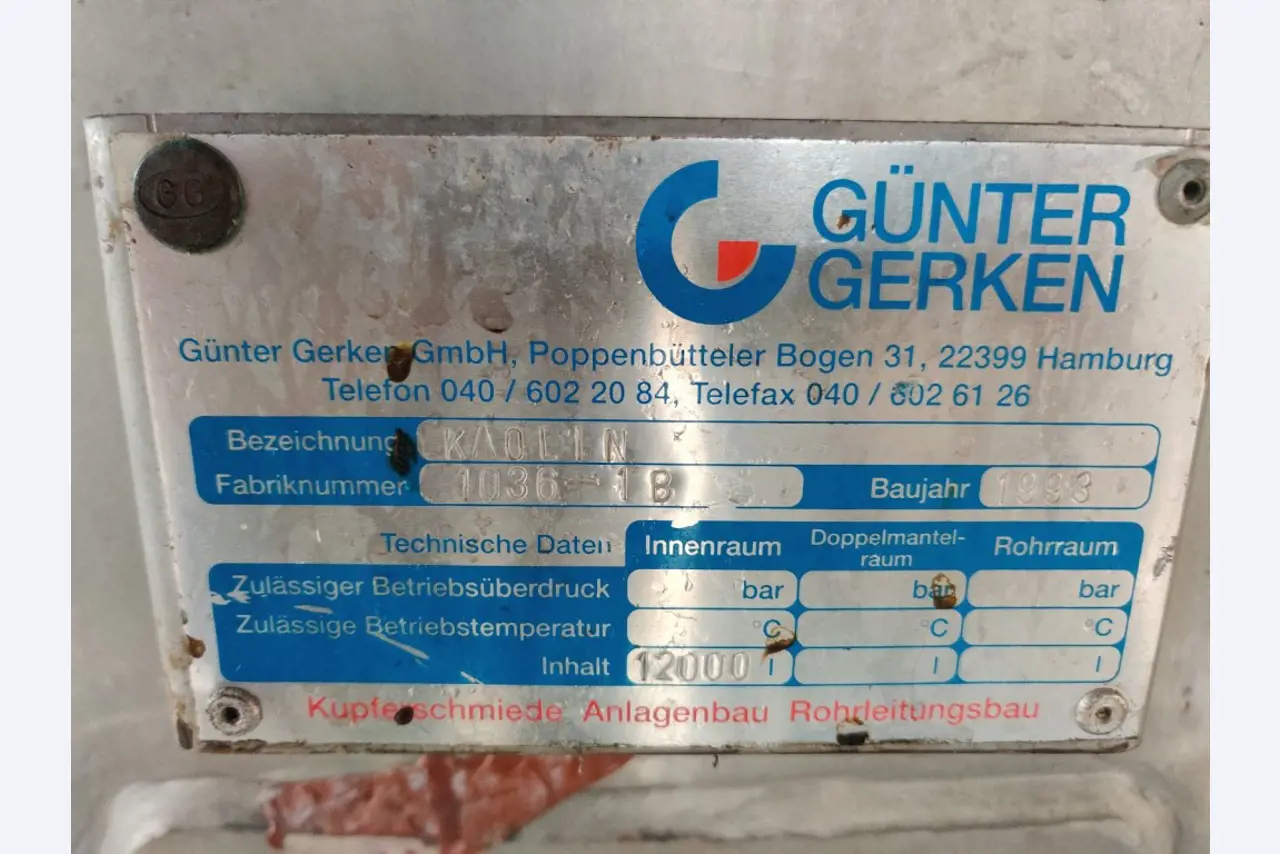 GG
GÜNTER
GERKEN
Günter Gerken GmbH, Poppenbütteler Bogen 31, 22399 Hamburg
Telefon 040 / 602 20 84, Telefax 040 / 602 61 26
Bezeichnung KAOLIN
Fabriknummer 1036-1B Baujahr 1993
Technische Daten Innenraum Doppelmantel-
raum Rohrraum
Zulässiger Betriebsüberdruck bar bar bar
Zulässige Betriebstemperatur °C °C °C
Inhalt 12000 l l l
Kupferschmiede Anlagenbau Rohrleitungsbau